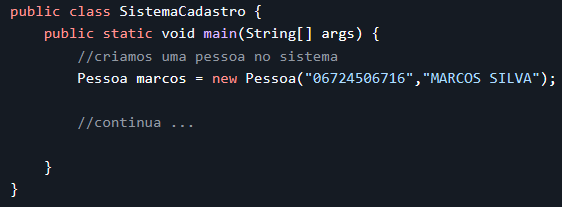 public class SistemaCadastro {
    public static void main(String[] args) {
        //criamos uma pessoa no sistema
        Pessoa marcos = new Pessoa("06724506716","MARCOS SILVA");

        //continua ...

    }
}